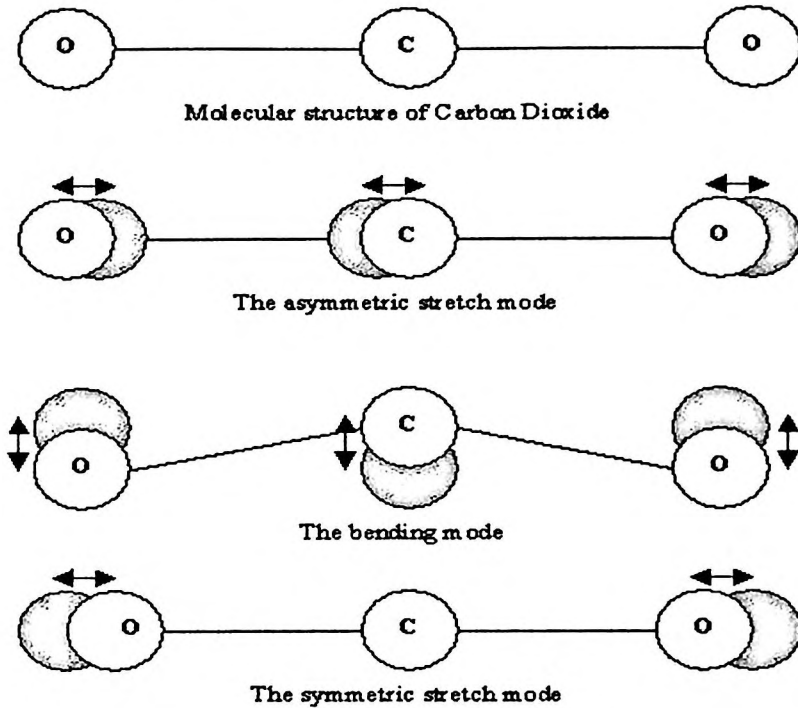 O C O
Molecular structure of Carbon Dioxide
O C O
The asymmetric stretch mode
C
O O
The bending mode
O C O
The symmetric stretch mode